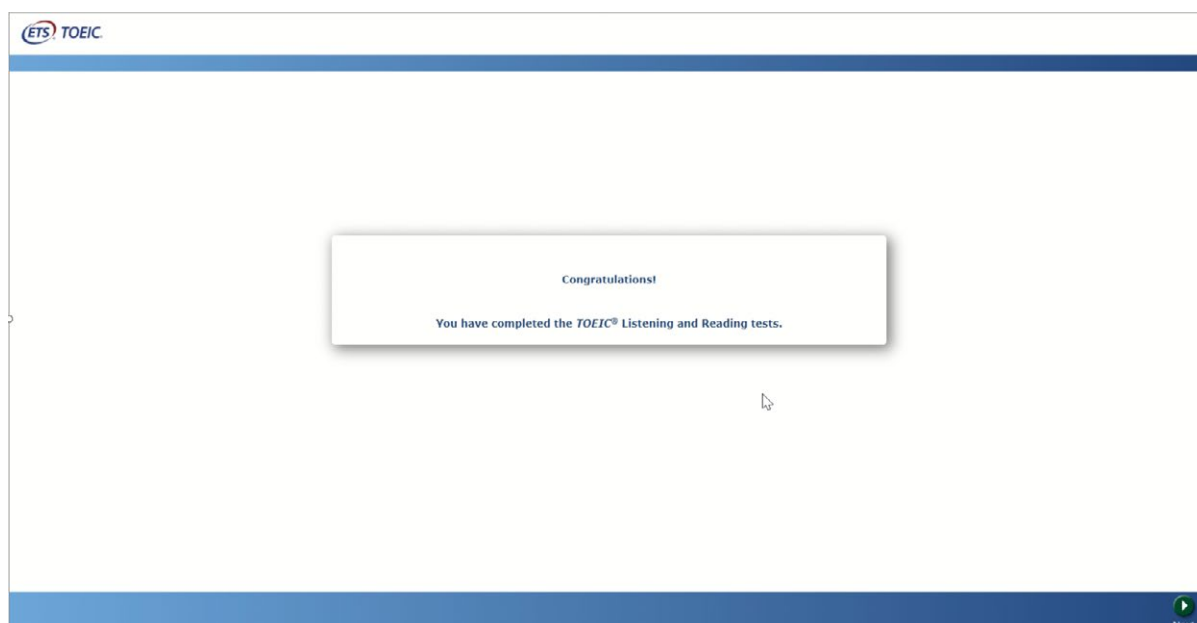 ETS TOEIC.
Congratulations!
You have completed the TOEIC® Listening and Reading tests.